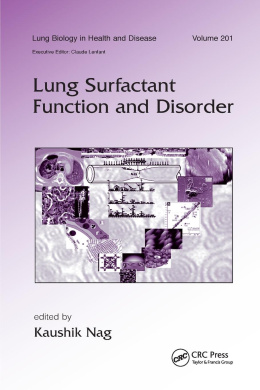 Lung Biology in Health and Disease Volume 201
Executive Editor: Claude Lenfant
Lung Surfactant
Function and Disorder
edited by
Kaushik Nag
CRC
CRC Press
Taylor & Francis Group